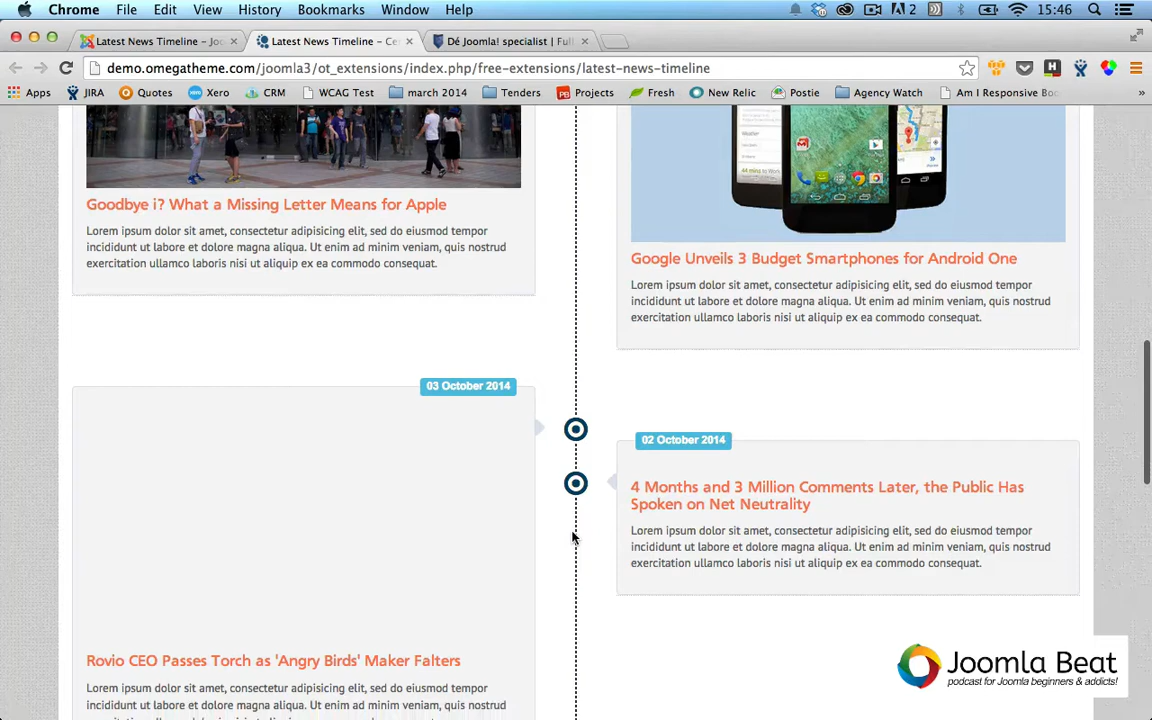 Chrome File Edit View History Bookmarks Window Help 2 15:46
Latest News Timeline - Joo Latest News Timeline - Ce Dé Joomla! specialist | Full
demo.omegatheme.com/joomla3/ot_extensions/index.php/free-extensions/latest-news-timeline
Apps JIRA Quotes Xero CRM WCAG Test march 2014 Tenders Projects Fresh New Relic Postie Agency Watch Am I Responsive Boo »
Goodbye i? What a Missing Letter Means for Apple
Lorem ipsum dolor sit amet, consectetur adipisicing elit, sed do eiusmod tempor
incididunt ut labore et dolore magna aliqua. Ut enim ad minim veniam, quis nostrud
exercitation ullamco laboris nisi ut aliquip ex ea commodo consequat.
Google Unveils 3 Budget Smartphones for Android One
Lorem ipsum dolor sit amet, consectetur adipisicing elit, sed do eiusmod tempor
incididunt ut labore et dolore magna aliqua. Ut enim ad minim veniam, quis nostrud
exercitation ullamco laboris nisi ut aliquip ex ea commodo consequat.
03 October 2014
02 October 2014
4 Months and 3 Million Comments Later, the Public Has
Spoken on Net Neutrality
Lorem ipsum dolor sit amet, consectetur adipisicing elit, sed do eiusmod tempor
incididunt ut labore et dolore magna aliqua. Ut enim ad minim veniam, quis nostrud
exercitation ullamco laboris nisi ut aliquip ex ea commodo consequat.
Rovio CEO Passes Torch as 'Angry Birds' Maker Falters
Lorem ipsum dolor sit amet, consectetur adipisicing elit, sed do eiusmod tempor
incididunt ut labore et dolore magna aliqua. Ut enim ad minim veniam, quis nostrud
Joomla Beat
podcast for Joomla beginners & addicts!